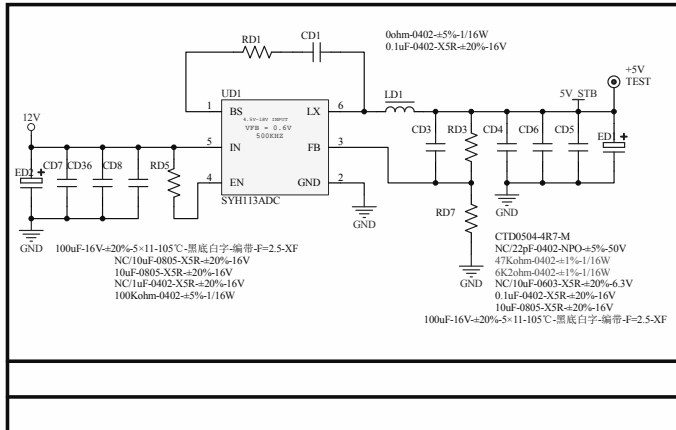 RD1
CD1
0ohm-0402-±5%-1/16W
0.1uF-0402-X5R-±20%-16V
+5V
TEST
UD1
LD1
5V_STB
12V
1
BS
LX
6
4.5V-18V INPUT
VFB = 0.6V
500KHZ
5
IN
FB
3
4
EN
GND
2
SYH113ADC
ED2
+
CD7
CD36
CD8
RD5
CD3
RD3
CD4
CD6
CD5
ED
+
RD7
GND
GND
GND
GND
100uF-16V-±20%-5×11-105℃-黑底白字-编带-F=2.5-XF
NC/10uF-0805-X5R-±20%-16V
10uF-0805-X5R-±20%-16V
NC/1uF-0402-X5R-±20%-16V
100Kohm-0402-±5%-1/16W
CTD0504-4R7-M
NC/22pF-0402-NPO-±5%-50V
47Kohm-0402-±1%-1/16W
6K2ohm-0402-±1%-1/16W
NC/10uF-0603-X5R-±20%-6.3V
0.1uF-0402-X5R-±20%-16V
10uF-0805-X5R-±20%-16V
100uF-16V-±20%-5×11-105℃-黑底白字-编带-F=2.5-XF